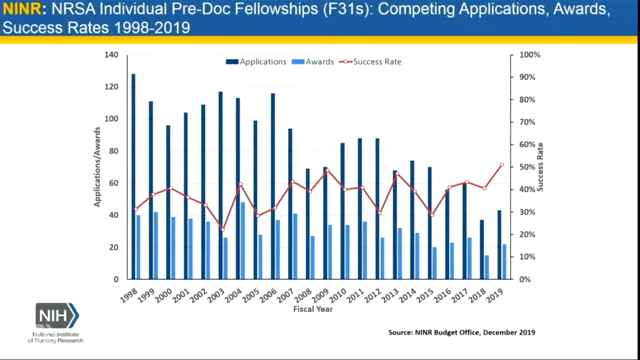 NINR: NRSA Individual Pre-Doc Fellowships (F31s): Competing Applications, Awards,
Success Rates 1998-2019
Applications Awards Success Rate
140
120
100
80
60
40
20
0
Applications/Awards
100%
90%
80%
70%
60%
50%
40%
30%
20%
10%
0%
Success Rate
1998 1999 2000 2001 2002 2003 2004 2005 2006 2007 2008 2009 2010 2011 2012 2013 2014 2015 2016 2017 2018 2019
Fiscal Year
NIH
National Institute
of Nursing Research
Source: NINR Budget Office, December 2019